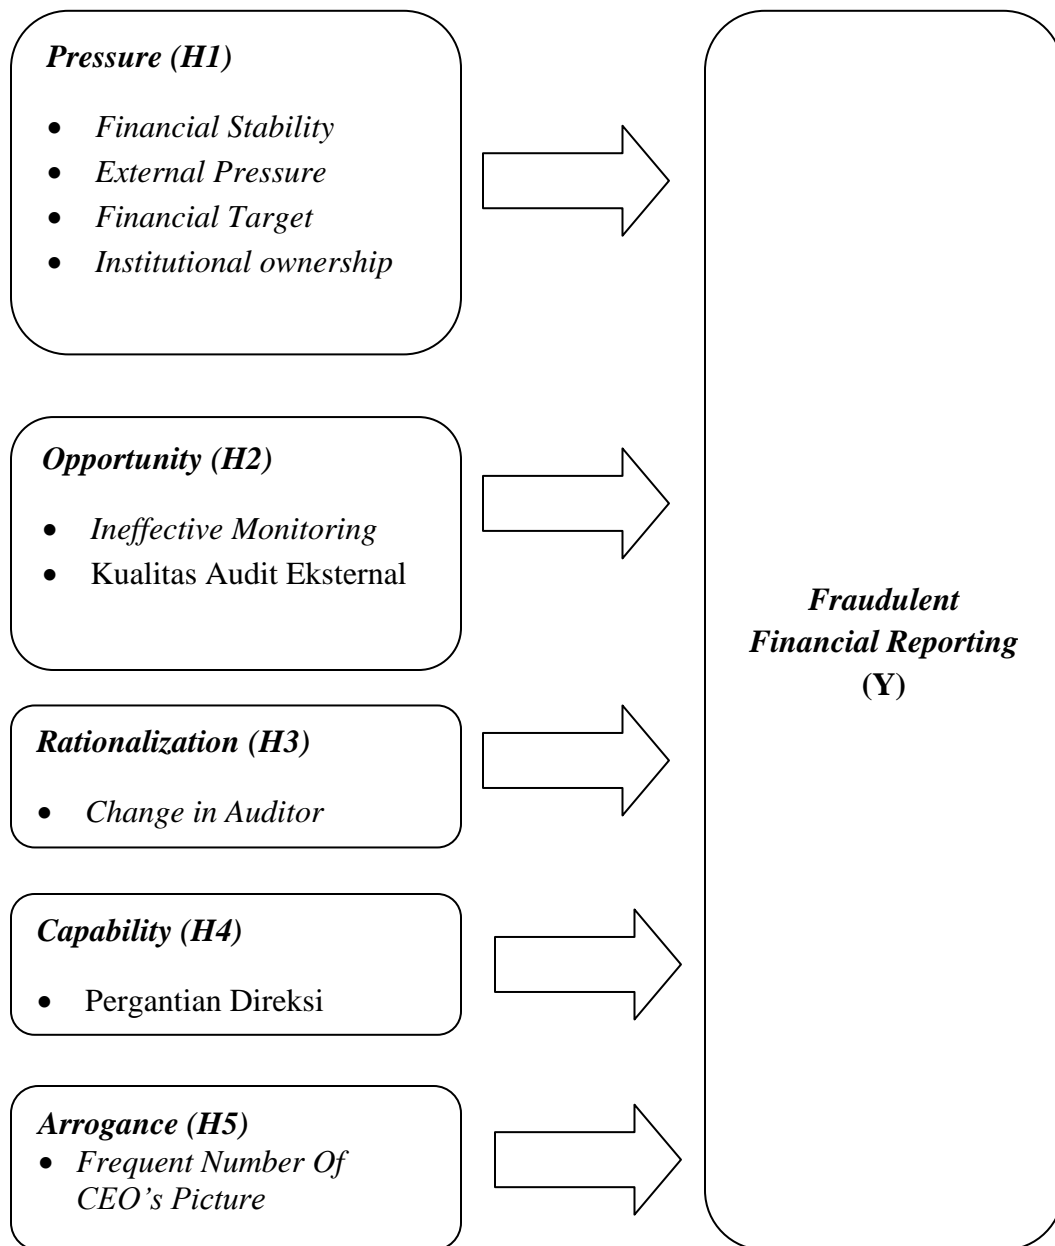 Pressure (H1)
• Financial Stability
• External Pressure
• Financial Target
• Institutional ownership
Opportunity (H2)
• Ineffective Monitoring
• Kualitas Audit Eksternal
Rationalization (H3)
• Change in Auditor
Capability (H4)
• Pergantian Direksi
Arrogance (H5)
• Frequent Number Of
CEO's Picture
Fraudulent
Financial Reporting
(Y)